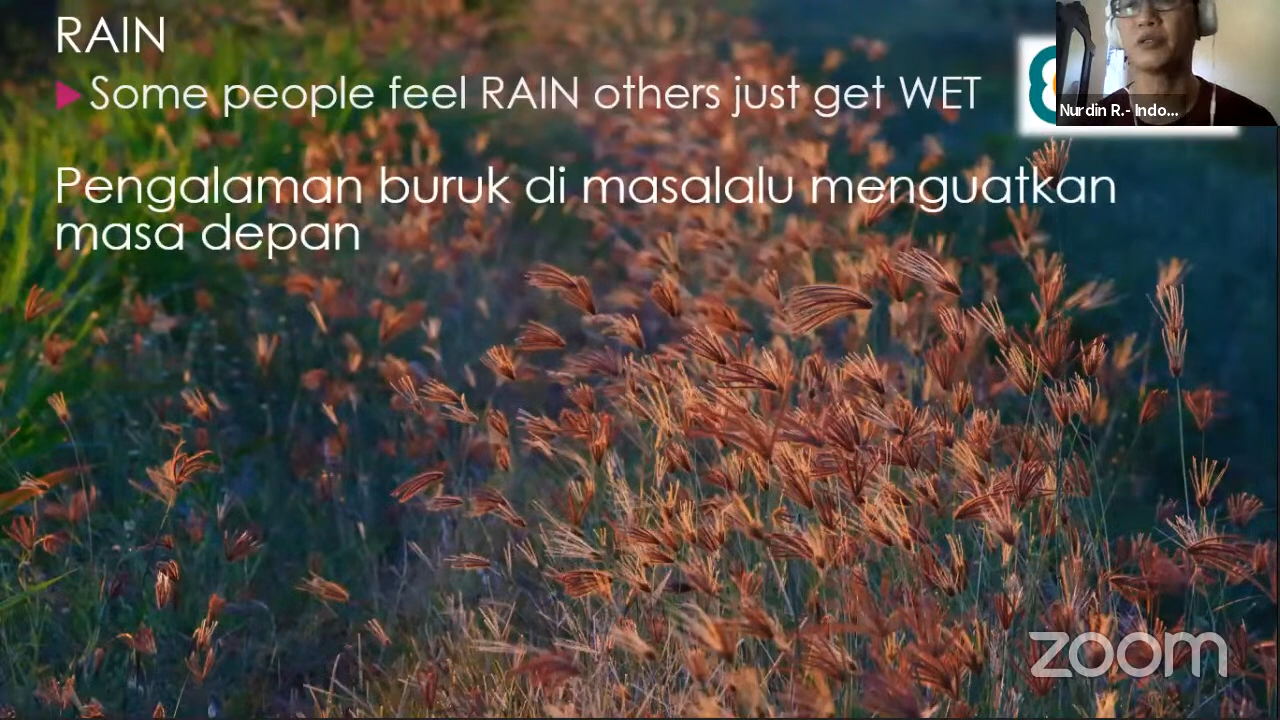 RAIN
Some people feel RAIN others just get WET
Pengalaman buruk di masalalu menguatkan
masa depan
Nurdin R.- Indo...
zoom